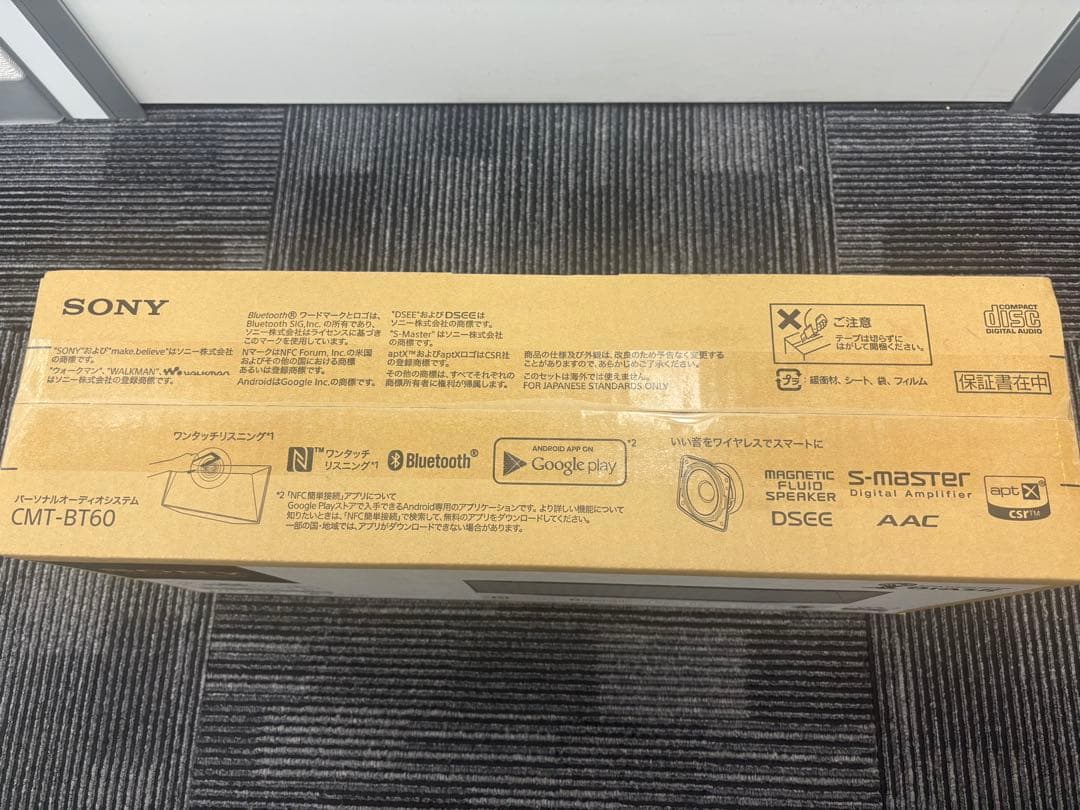 SONY
Bluetooth® ワードマークとロゴは、
Bluetooth SIG,Inc. の所有であり、
ソニー株式会社はライセンスに基づき
このマークを使用しています。
NマークはNFC Forum, Inc.の米国
およびその他の国における商標
あるいは登録商標です。
AndroidはGoogle Inc.の商標です。
"SONY"および"make.believe"はソニー株式会社
の商標です。
"ウォークマン"、"WALKMAN"、WALKMAN
はソニー株式会社の登録商標です。
"DSEE"およびDSEEは
ソニー株式会社の商標です。
"S-Master" はソニー株式会社
の商標です。
aptX™およびaptXロゴはCSR社
の登録商標です。
その他の商標は、すべてそれぞれの
商標所有者に権利が帰属します。
商品の仕様及び外観は、改良のため予告なく変更する
ことがありますので、あらかじめご了承ください。
このセットは海外では使えません。
FOR JAPANESE STANDARDS ONLY
ご注意
テープは切らずに
はがして開梱ください。
プラ：緩衝材、シート、袋、フィルム
COMPACT
disc
DIGITAL AUDIO
保証書在中
パーソナルオーディオシステム
CMT-BT60
ワンタッチリスニング*1
N™ワンタッチ
リスニング*1
Bluetooth®
ANDROID APP ON
Google play
*2
*2 「NFC簡単接続」アプリについて
Google Playストアで入手できるAndroid専用のアプリケーションです。より詳しい機能について
知りたいときは、「NFC簡単接続」で検索して、無料のアプリをダウンロードしてください。
一部の国・地域では、アプリがダウンロードできない場合があります。
いい音をワイヤレスでスマートに
MAGNETIC
FLUID
SPEAKER
S-master
Digital Amplifier
DSEE
AAC
aptX
csr™